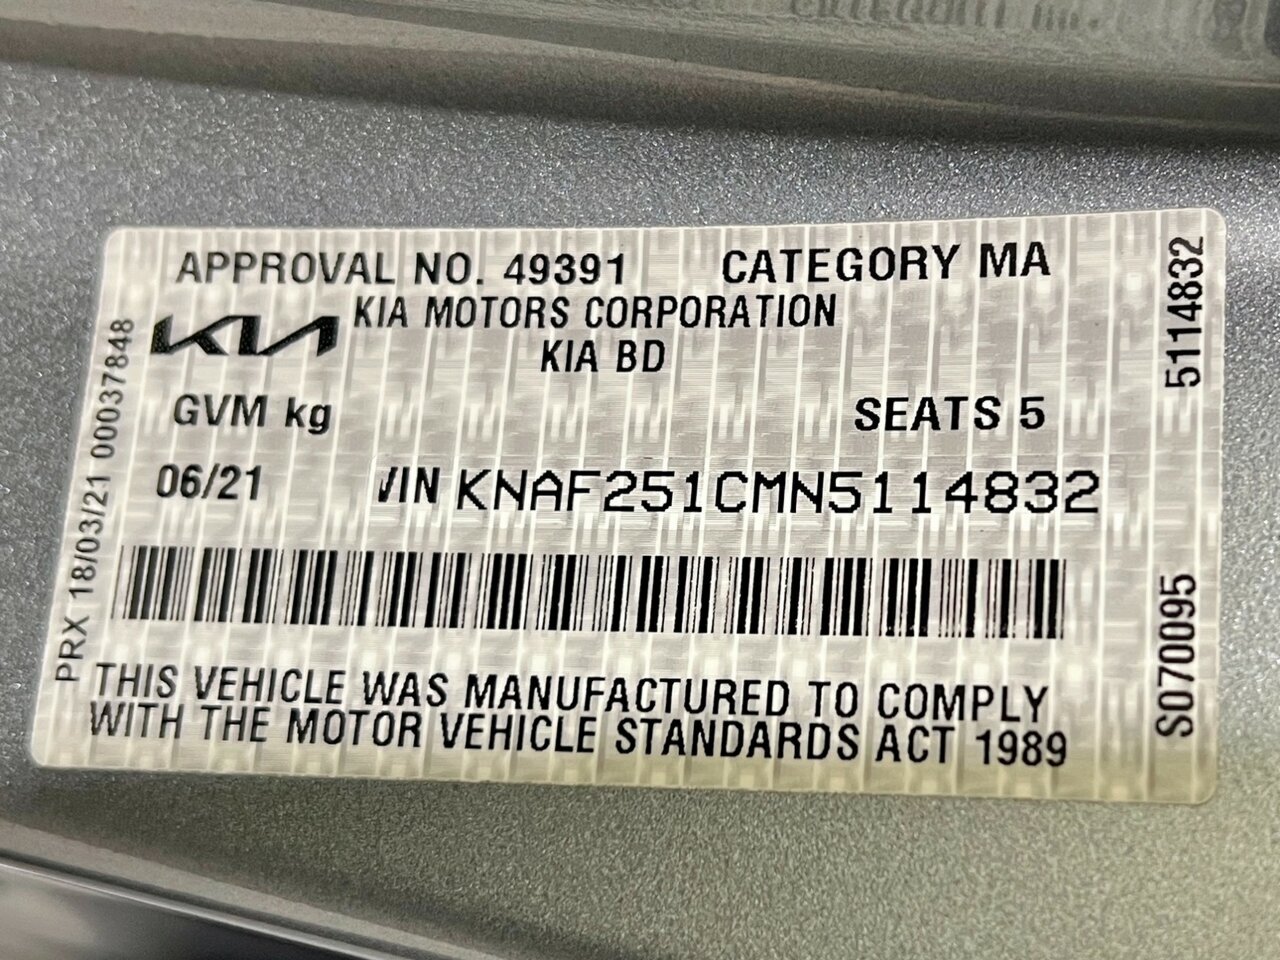 APPROVAL NO. 49391 CATEGORY MA
KIA KIA MOTORS CORPORATION
KIA BD
GVM kg SEATS 5
06/21 VIN KNAF251CMN5114832
THIS VEHICLE WAS MANUFACTURED TO COMPLY
WITH THE MOTOR VEHICLE STANDARDS ACT 1989
PRX 18/03/21 00037848
S070095 5114832